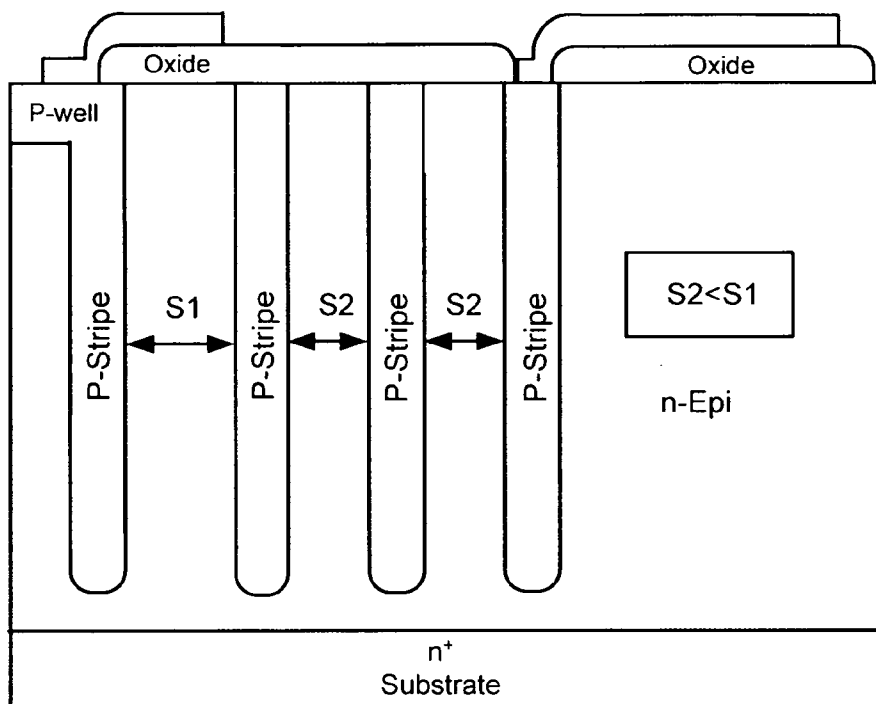 Oxide
Oxide
P-well
P-Stripe
S1
P-Stripe
S2
P-Stripe
S2
P-Stripe
S2<S1
n-Epi
n+
Substrate